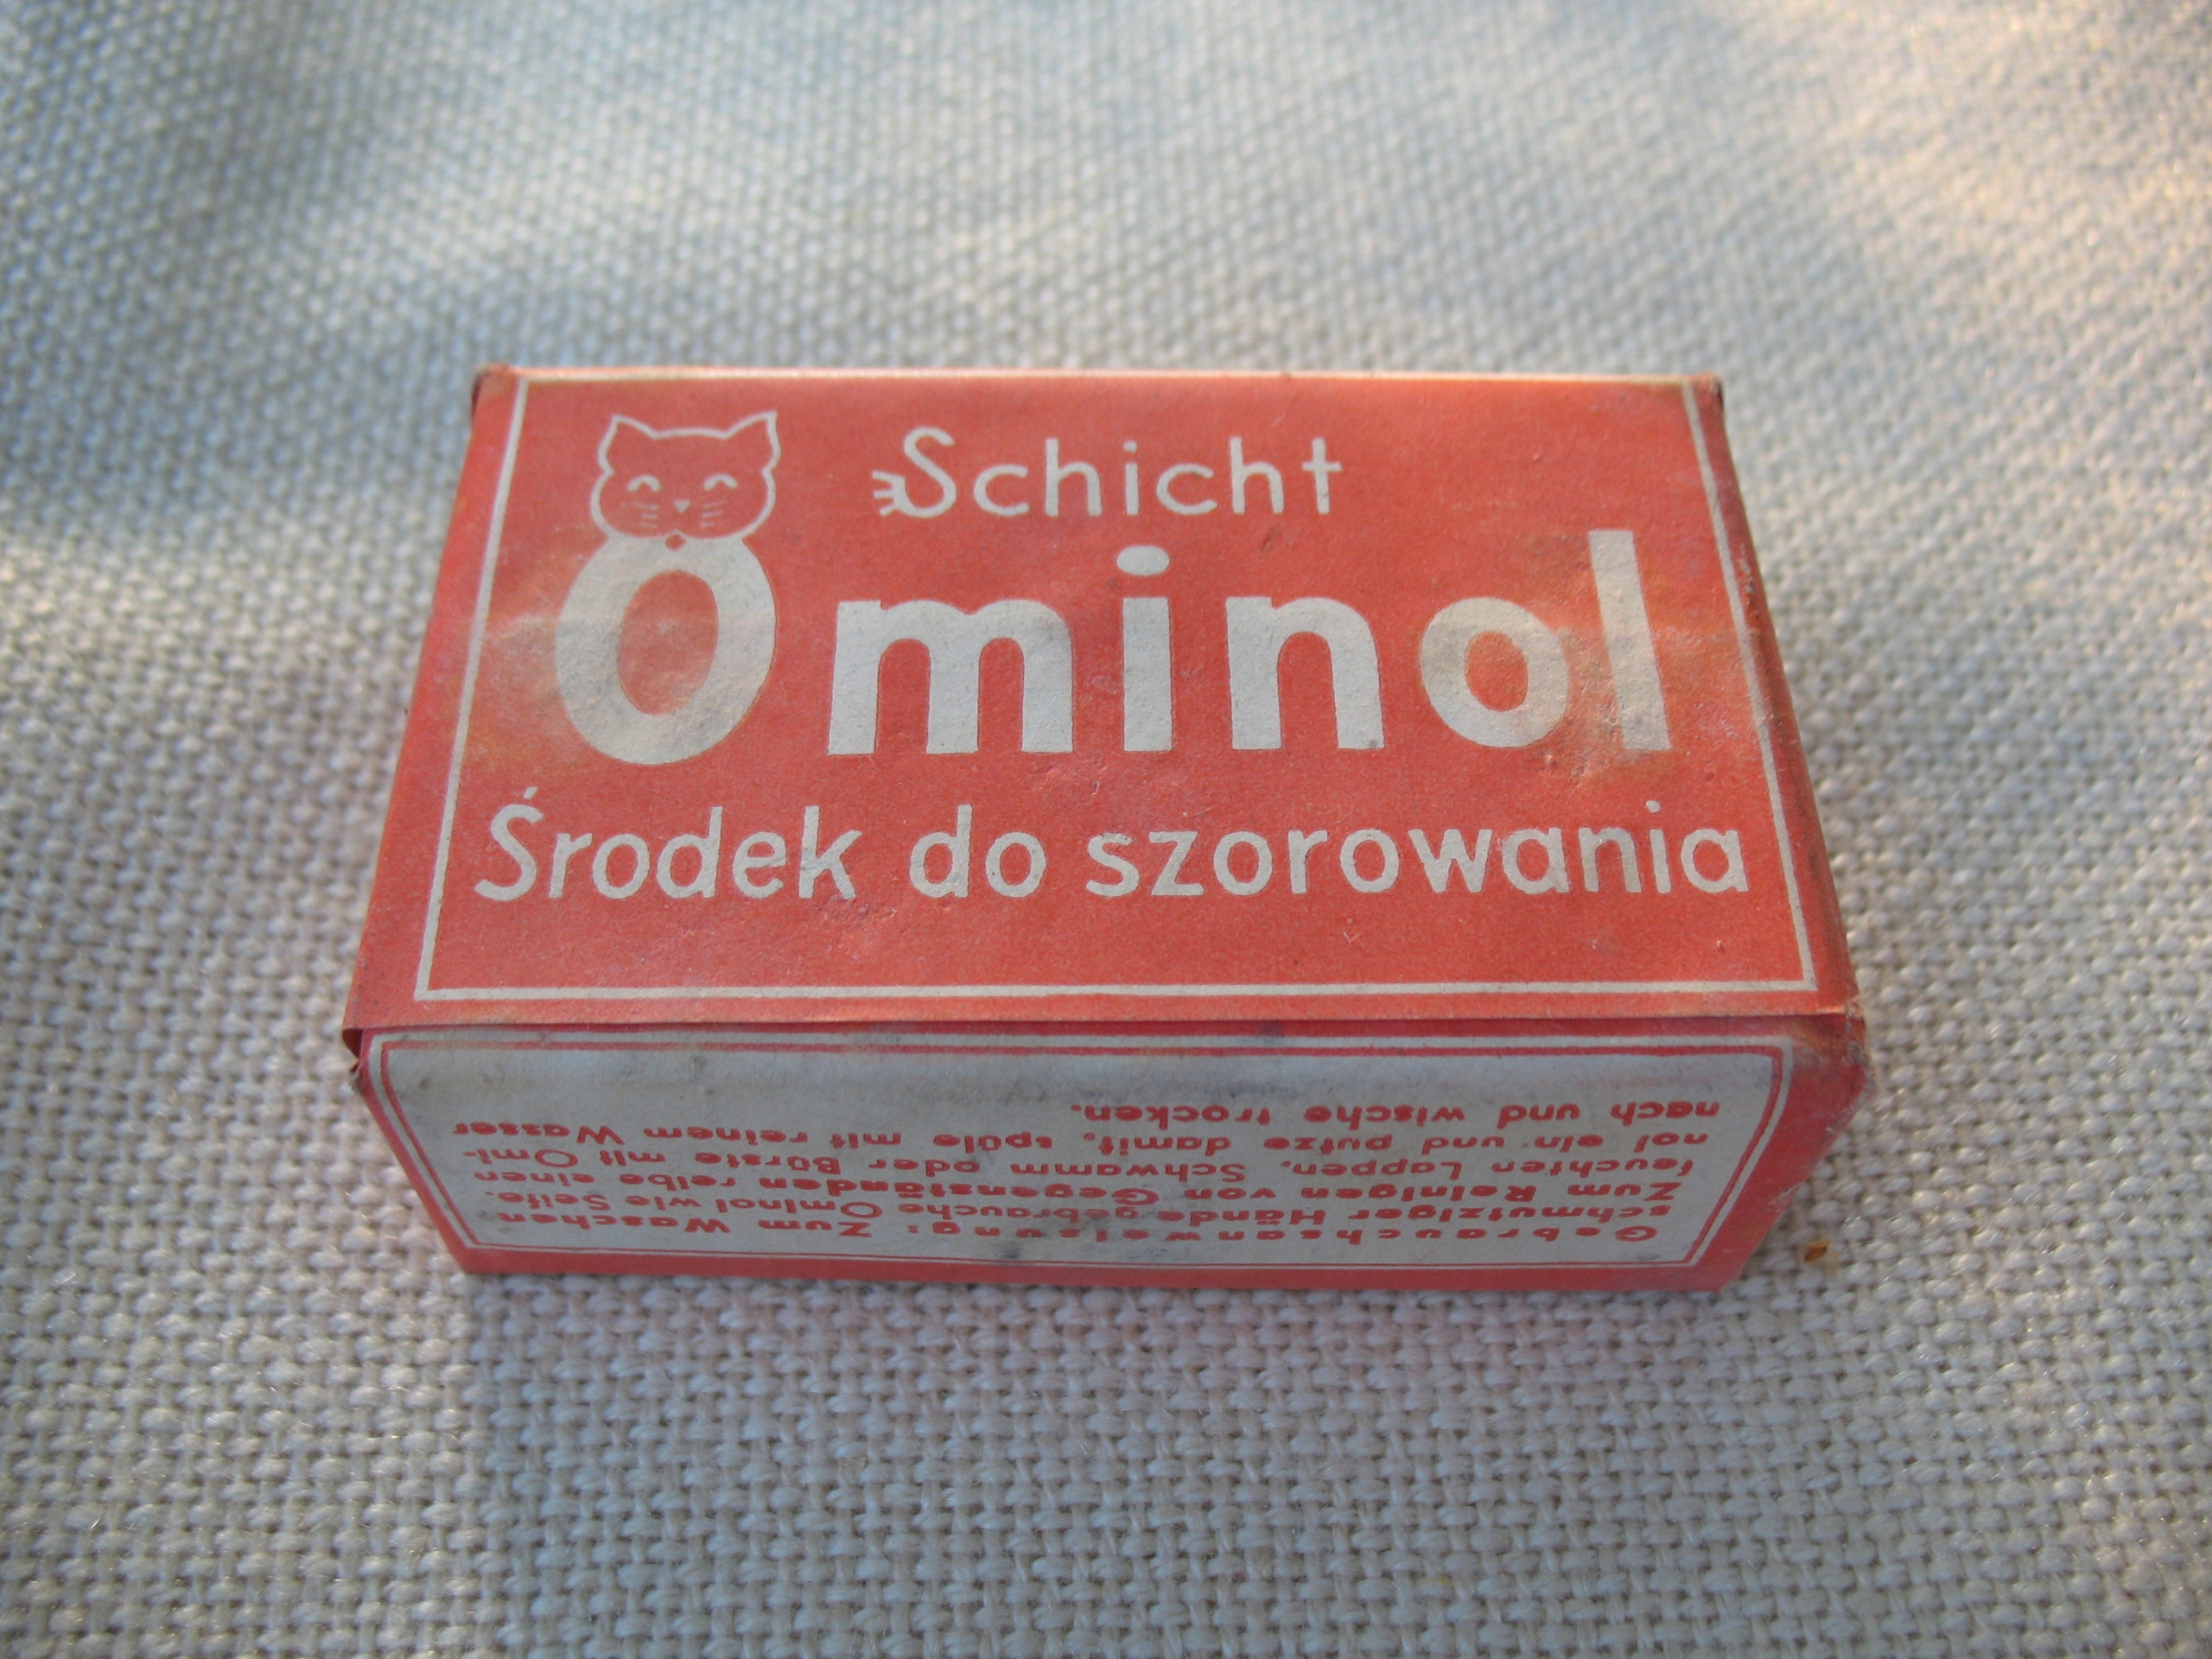 Schicht
Ominol
Środek do szorowania
Gebrauchsanweisung: Zum Waschen
schmutziger Hände gebrauche Ominol wie Seife.
Zum Reinigen von Gegenständen reibe einen
feuchten Lappen, Schwamm oder Bürste mit Omi-
nol ein und putze damit, spüle mit reinem Wasser
nach und wische trocken.